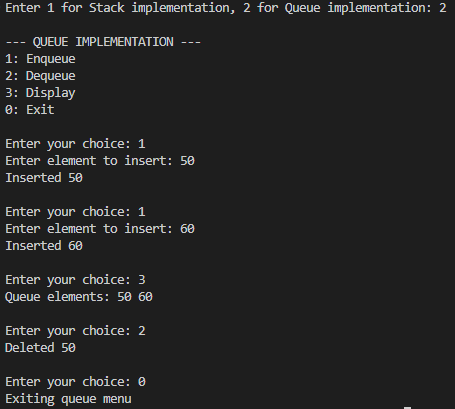 Enter 1 for Stack implementation, 2 for Queue implementation: 2
--- QUEUE IMPLEMENTATION ---
1: Enqueue
2: Dequeue
3: Display
0: Exit
Enter your choice: 1
Enter element to insert: 50
Inserted 50
Enter your choice: 1
Enter element to insert: 60
Inserted 60
Enter your choice: 3
Queue elements: 50 60
Enter your choice: 2
Deleted 50
Enter your choice: 0
Exiting queue menu